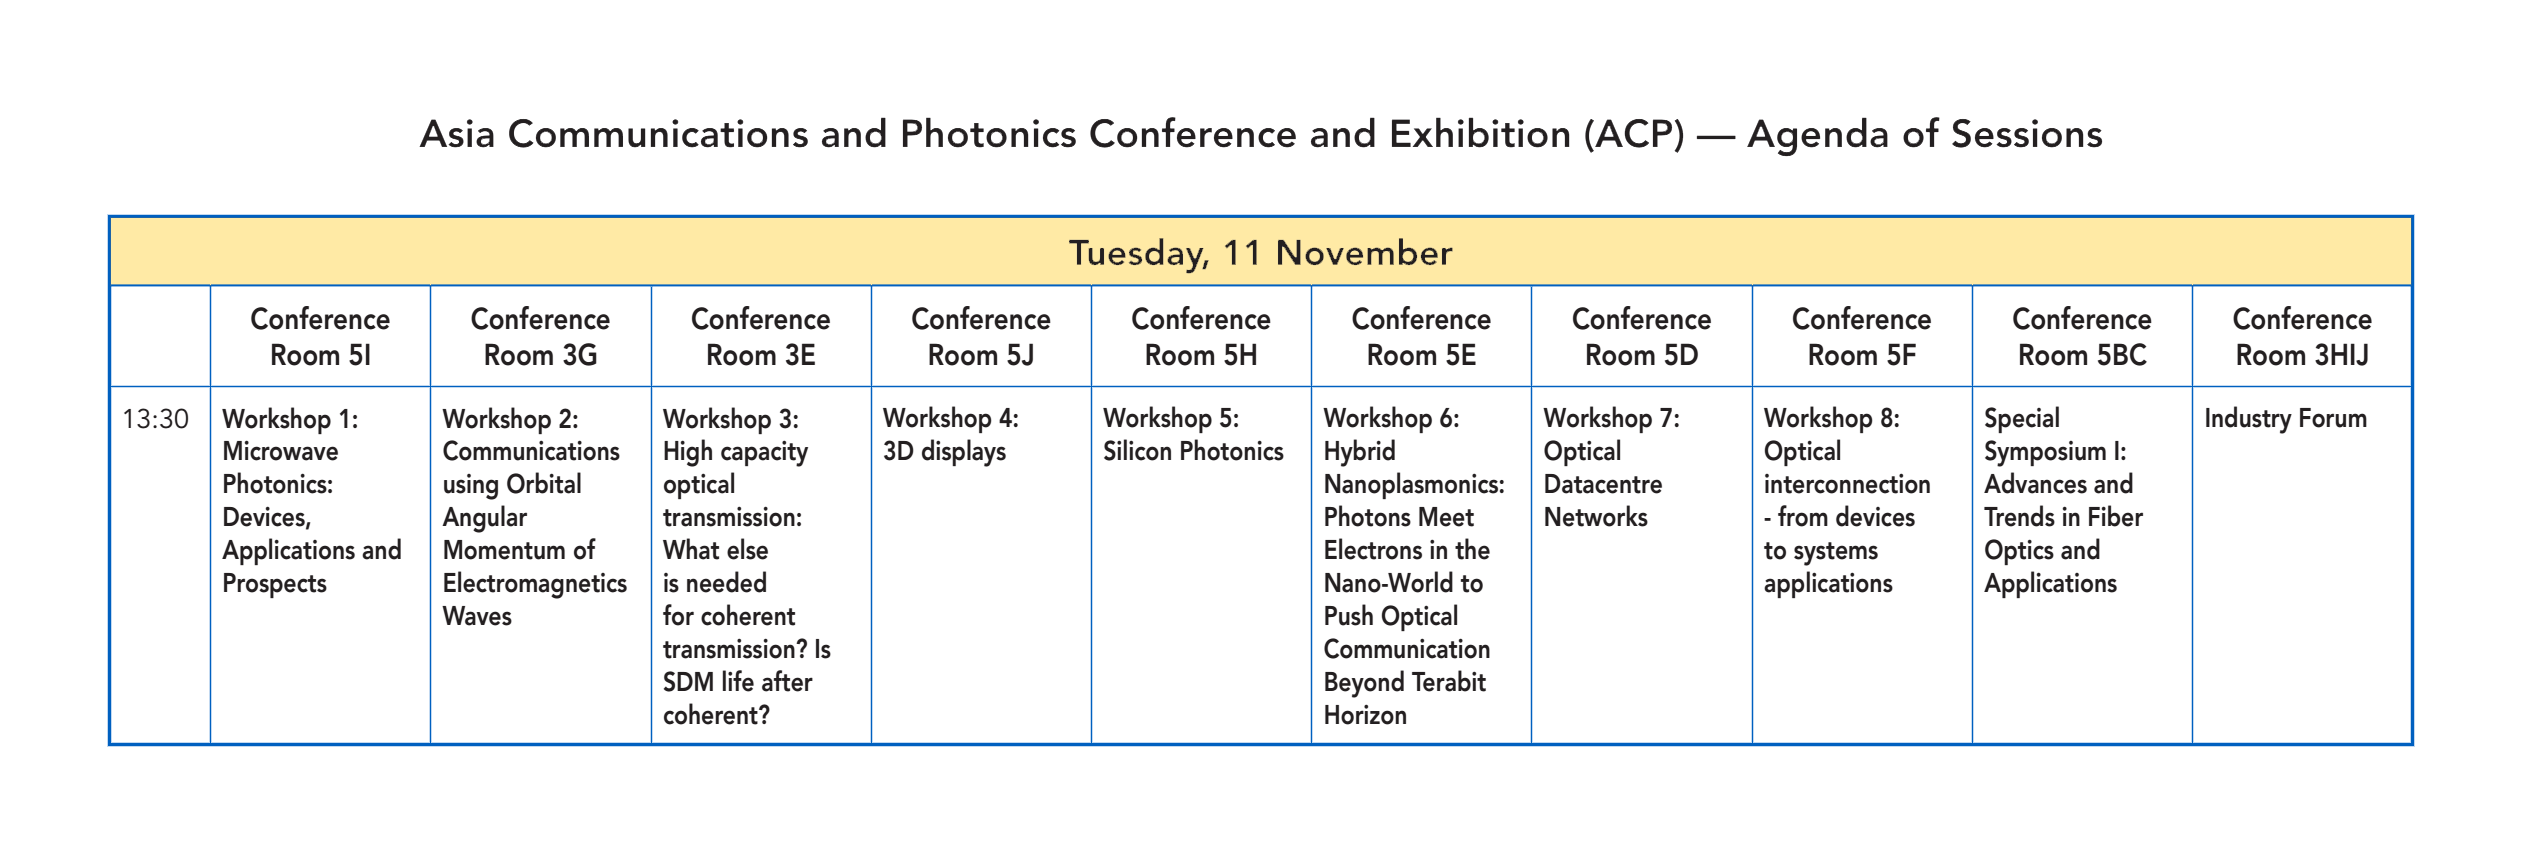 Asia Communications and Photonics Conference and Exhibition (ACP) — Agenda of Sessions
Tuesday, 11 November
Conference
Room 5I
Conference
Room 3G
Conference
Room 3E
Conference
Room 5J
Conference
Room 5H
Conference
Room 5E
Conference
Room 5D
Conference
Room 5F
Conference
Room 5BC
Conference
Room 3HIJ
13:30
Workshop 1:
Microwave
Photonics:
Devices,
Applications and
Prospects
Workshop 2:
Communications
using Orbital
Angular
Momentum of
Electromagnetics
Waves
Workshop 3:
High capacity
optical
transmission:
What else
is needed
for coherent
transmission? Is
SDM life after
coherent?
Workshop 4:
3D displays
Workshop 5:
Silicon Photonics
Workshop 6:
Hybrid
Nanoplasmonics:
Photons Meet
Electrons in the
Nano-World to
Push Optical
Communication
Beyond Terabit
Horizon
Workshop 7:
Optical
Datacentre
Networks
Workshop 8:
Optical
interconnection
- from devices
to systems
applications
Special
Symposium I:
Advances and
Trends in Fiber
Optics and
Applications
Industry Forum